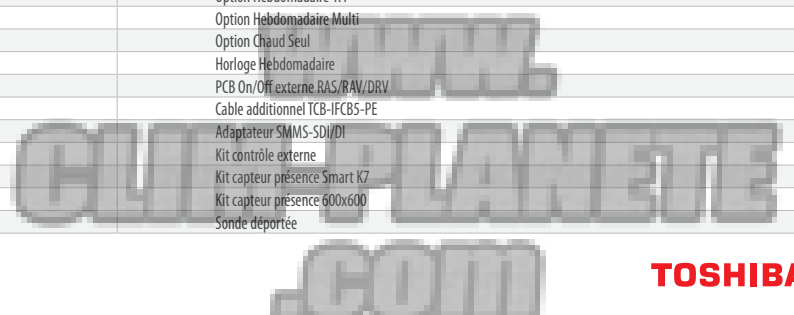 Option Hebdomadaire
Option Hebdomadaire Multi
Option Chaud Seul
Horloge Hebdomadaire
PCB On/Off externe RAS/RAV/DRV
Cable additionnel TCB-IFCB5-PE
Adaptateur SMMS-SDI/DI
Kit contrôle externe
Kit capteur présence Smart K7
Kit capteur présence 600x600
Sonde déportée
www.
CLIM-PLANETE
.COM
TOSHIBA